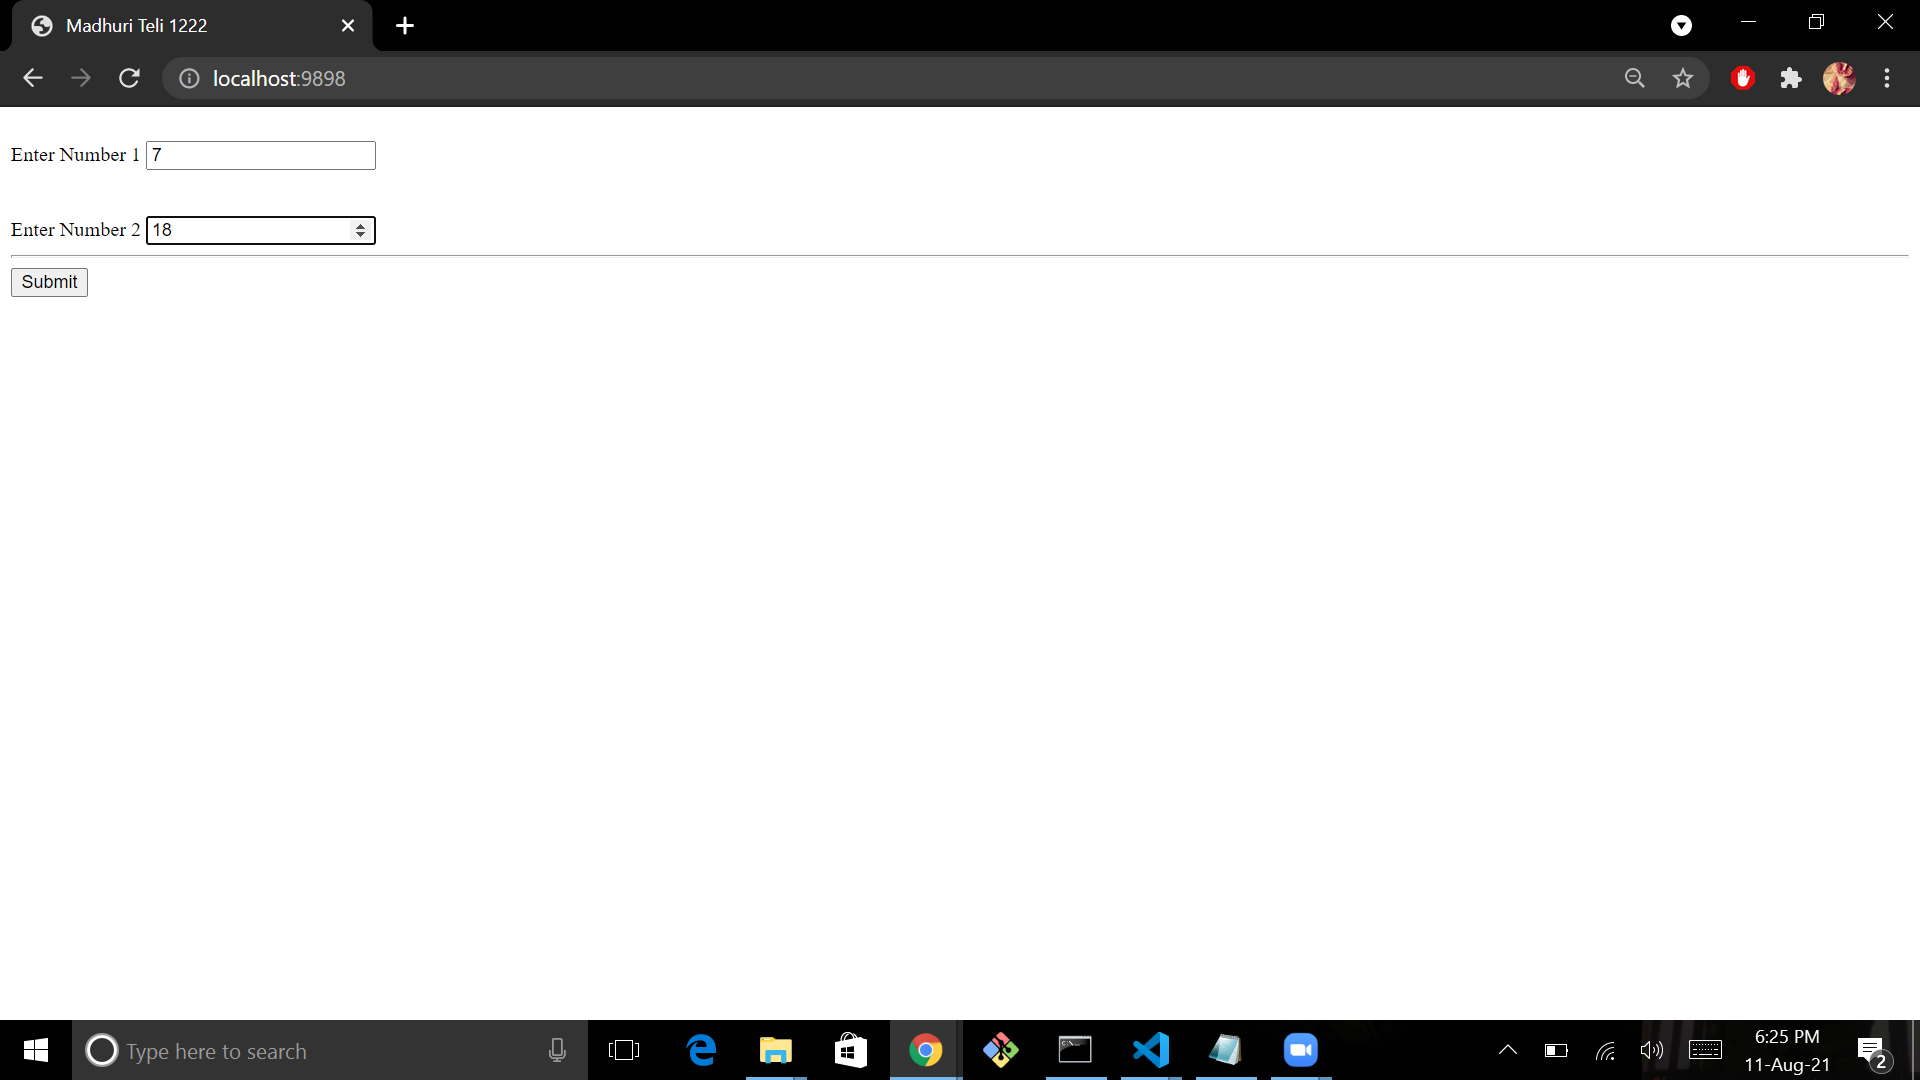 Madhuri Teli 1222
localhost:9898
Enter Number 1 7
Enter Number 2 18
Submit
Type here to search
6:25 PM
11-Aug-21
2